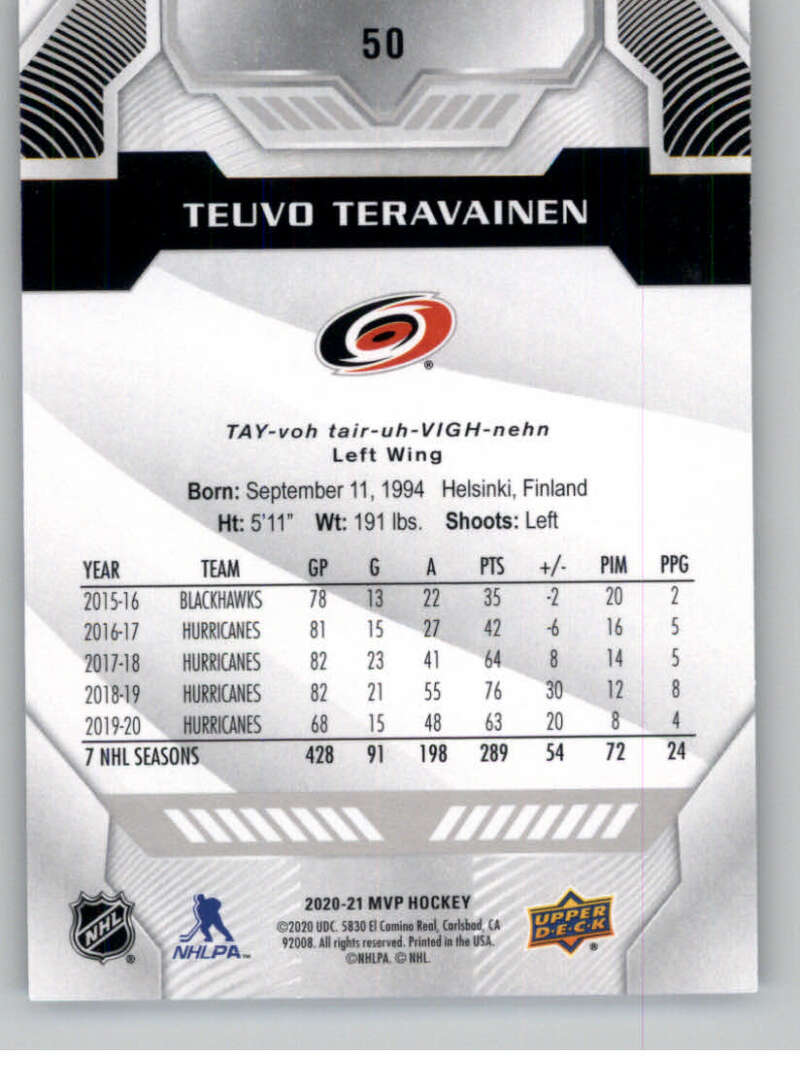 50
TEUVO TERAVAINEN
®
TAY-voh tair-uh-VIGH-nehn
Left Wing
Born: September 11, 1994 Helsinki, Finland
Ht: 5'11" Wt: 191 lbs. Shoots: Left
YEAR TEAM GP G A PTS +/- PIM PPG
2015-16 BLACKHAWKS 78 13 22 35 -2 20 2
2016-17 HURRICANES 81 15 27 42 -6 16 5
2017-18 HURRICANES 82 23 41 64 8 14 5
2018-19 HURRICANES 82 21 55 76 30 12 8
2019-20 HURRICANES 68 15 48 63 20 8 4
7 NHL SEASONS 428 91 198 289 54 72 24
NHL ®
NHLPA™
2020-21 MVP HOCKEY
©2020 UDC. 5830 El Camino Real, Carlsbad, CA
92008. All rights reserved. Printed in the USA.
©NHLPA. © NHL.
UPPER
D·E·C·K ®